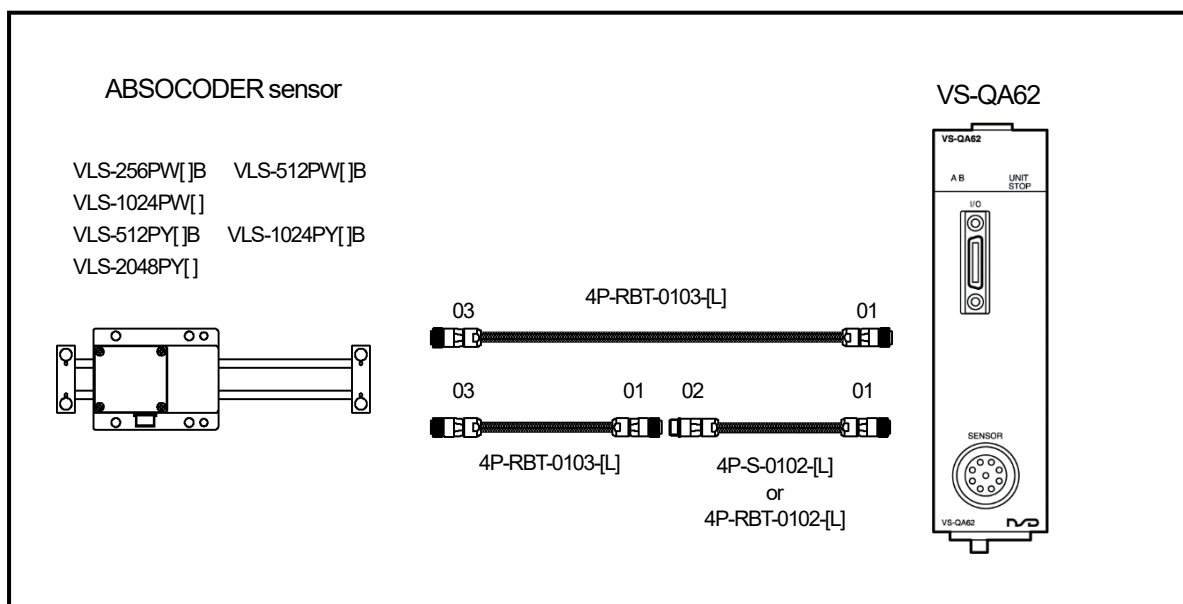 ABSOCODER sensor
VLS-256PW[ ]B VLS-512PW[ ]B
VLS-1024PW[ ]
VLS-512PY[ ]B VLS-1024PY[ ]B
VLS-2048PY[ ]
03 4P-RBT-0103-[L] 01
03 01 02 01
4P-RBT-0103-[L]
4P-S-0102-[L]
or
4P-RBT-0102-[L]
VS-QA62
VS-QA62
A B UNIT
STOP
I/O
SENSOR
VS-QA62 NSD